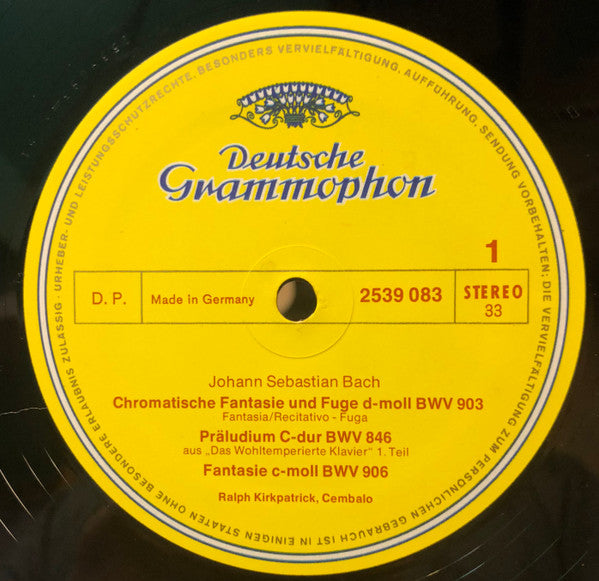 Deutsche
Grammophon
1
D. P.
Made in Germany
2539 083
STEREO
33
Johann Sebastian Bach
Chromatische Fantasie und Fuge d-moll BWV 903
Fantasia/Recitativo - Fuga
Präludium C-dur BWV 846
aus „Das Wohltemperierte Klavier” 1. Teil
Fantasie c-moll BWV 906
Ralph Kirkpatrick, Cembalo
URHEBER- UND LEISTUNGSSCHUTZRECHTE, BESONDERS VERVIELFÄLTIGUNG, AUFFÜHRUNG, SENDUNG VORBEHALTEN; DIE VERVIELFÄLTIGUNG ZUM PERSÖNLICHEN GEBRAUCH IST IN EINIGEN STAATEN OHNE BESONDERE ERLAUBNIS ZULÄSSIG ·